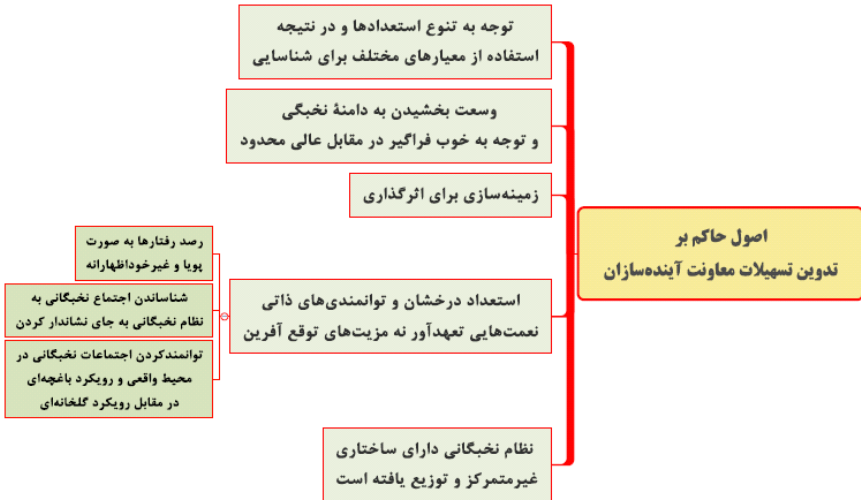 اصول حاکم بر
تدوین تسهیلات معاونت آینده‌سازان
توجه به تنوع استعدادها و در نتیجه
استفاده از معیارهای مختلف برای شناسایی
وسعت بخشیدن به دامنهٔ نخبگی
و توجه به خوب فراگیر در مقابل عالی محدود
زمینه‌سازی برای اثرگذاری
استعداد درخشان و توانمندی‌های ذاتی
نعمت‌هایی تعهدآور نه مزیت‌های توقع آفرین
رصد رفتارها به صورت
پویا و غیرخوداظهارانه
شناساندن اجتماع نخبگانی به
نظام نخبگانی به جای نشاندار کردن
توانمندکردن اجتماعات نخبگانی در
محیط واقعی و رویکرد باغچه‌ای
در مقابل رویکرد گلخانه‌ای
نظام نخبگانی دارای ساختاری
غیرمتمرکز و توزیع یافته است